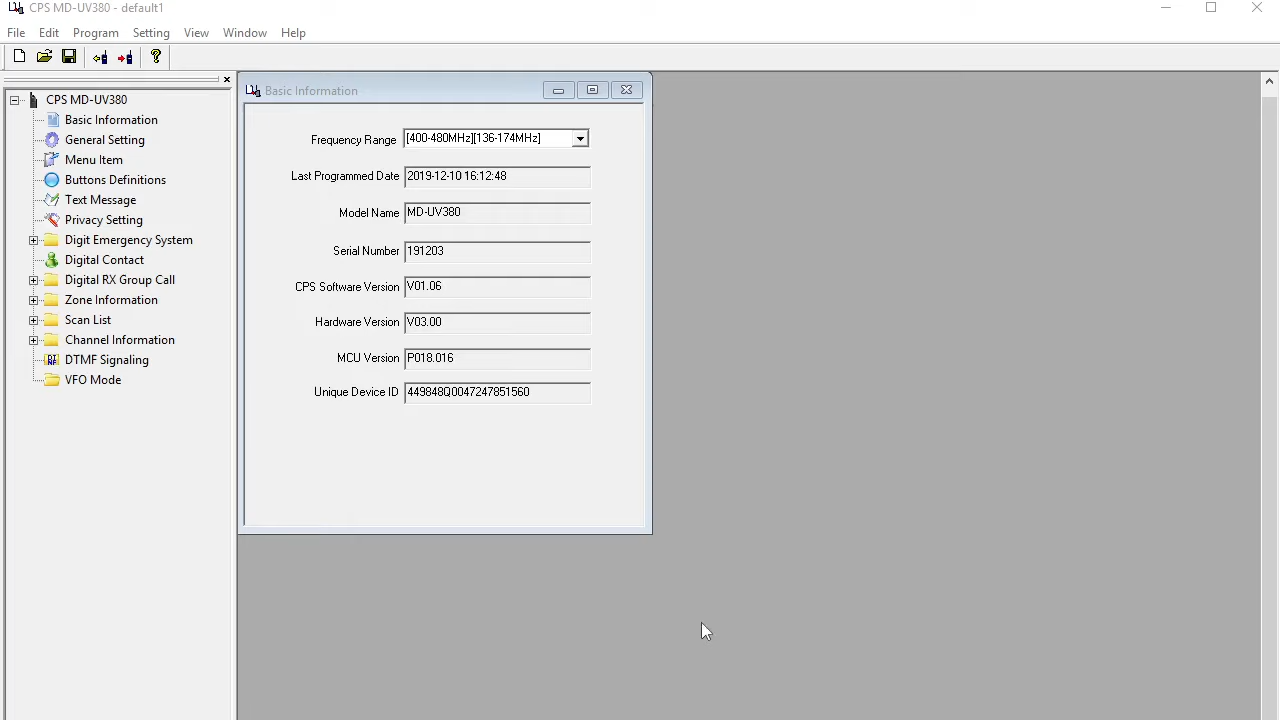 CPS MD-UV380 - default1
File Edit Program Setting View Window Help
CPS MD-UV380
Basic Information
General Setting
Menu Item
Buttons Definitions
Text Message
Privacy Setting
Digit Emergency System
Digital Contact
Digital RX Group Call
Zone Information
Scan List
Channel Information
DTMF Signaling
VFO Mode
Basic Information
Frequency Range [400-480MHz][136-174MHz]
Last Programmed Date 2019-12-10 16:12:48
Model Name MD-UV380
Serial Number 191203
CPS Software Version V01.06
Hardware Version V03.00
MCU Version P018.016
Unique Device ID 449848Q0047247851560